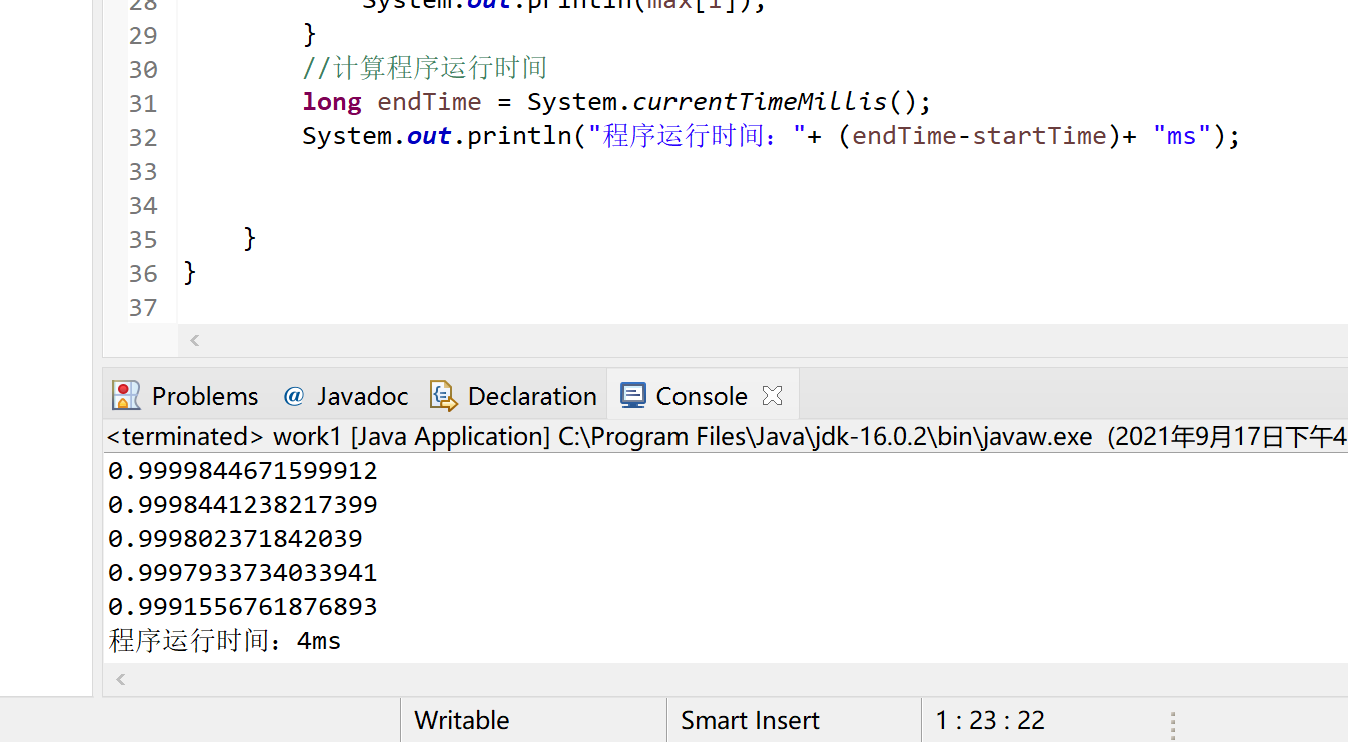 28 System.out.println(max[i]);
29 }
30 //计算程序运行时间
31 long endTime = System.currentTimeMillis();
32 System.out.println("程序运行时间："+ (endTime-startTime)+ "ms");
33
34
35 }
36 }
37
Problems @ Javadoc Declaration Console
<terminated> work1 [Java Application] C:\Program Files\Java\jdk-16.0.2\bin\javaw.exe (2021年9月17日下午4
0.9999844671599912
0.9998441238217399
0.999802371842039
0.9997933734033941
0.9991556761876893
程序运行时间：4ms
Writable Smart Insert 1 : 23 : 22